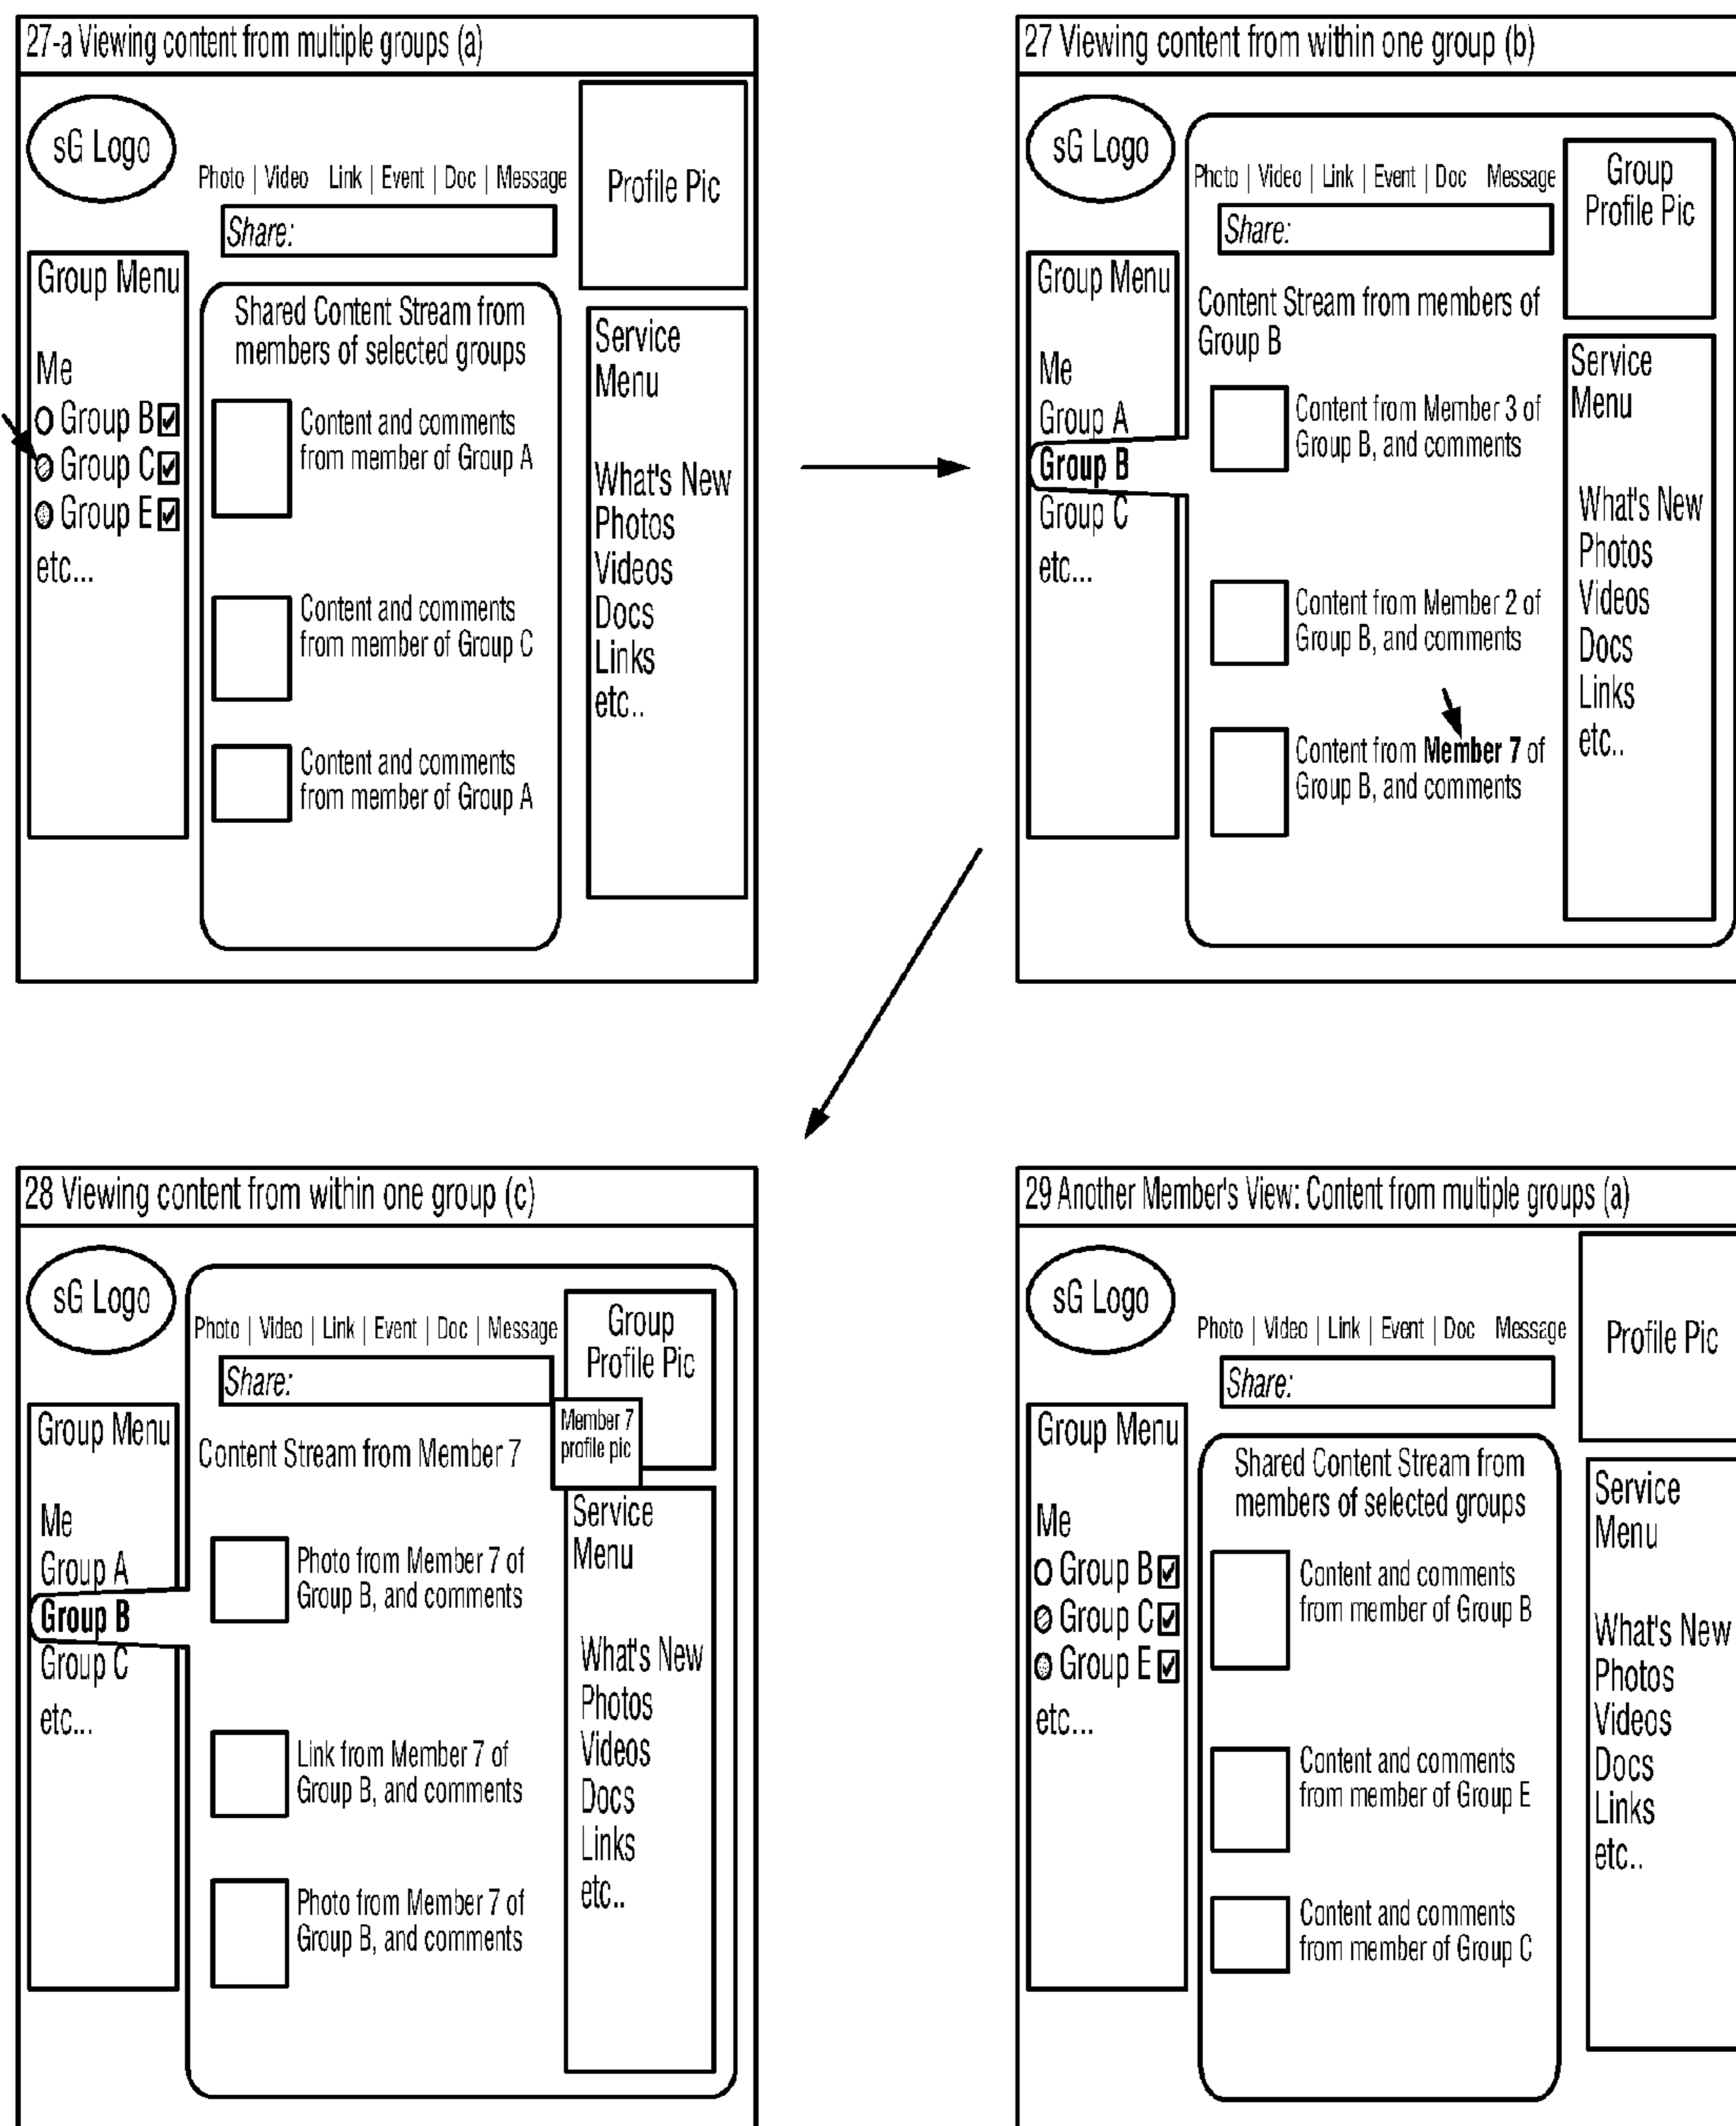 27-a Viewing content from multiple groups (a)
sG Logo
Photo | Video Link | Event | Doc | Message
Share:
Profile Pic
Group Menu
Me
Group B
Group C
Group E
etc...
Shared Content Stream from
members of selected groups
Content and comments
from member of Group A
Content and comments
from member of Group C
Content and comments
from member of Group A
Service
Menu
What's New
Photos
Videos
Docs
Links
etc..
27 Viewing content from within one group (b)
sG Logo
Photo | Video | Link | Event | Doc Message
Share:
Group
Profile Pic
Group Menu
Me
Group A
Group B
Group C
etc...
Content Stream from members of
Group B
Content from Member 3 of
Group B, and comments
Content from Member 2 of
Group B, and comments
Content from Member 7 of
Group B, and comments
Service
Menu
What's New
Photos
Videos
Docs
Links
etc..
28 Viewing content from within one group (c)
sG Logo
Photo | Video | Link | Event | Doc | Message
Share:
Group
Profile Pic
Member 7
profile pic
Group Menu
Me
Group A
Group B
Group C
etc...
Content Stream from Member 7
Photo from Member 7 of
Group B, and comments
Link from Member 7 of
Group B, and comments
Photo from Member 7 of
Group B, and comments
Service
Menu
What's New
Photos
Videos
Docs
Links
etc..
29 Another Member's View: Content from multiple groups (a)
sG Logo
Photo | Video | Link | Event | Doc Message
Share:
Profile Pic
Group Menu
Me
Group B
Group C
Group E
etc...
Shared Content Stream from
members of selected groups
Content and comments
from member of Group B
Content and comments
from member of Group E
Content and comments
from member of Group C
Service
Menu
What's New
Photos
Videos
Docs
Links
etc..